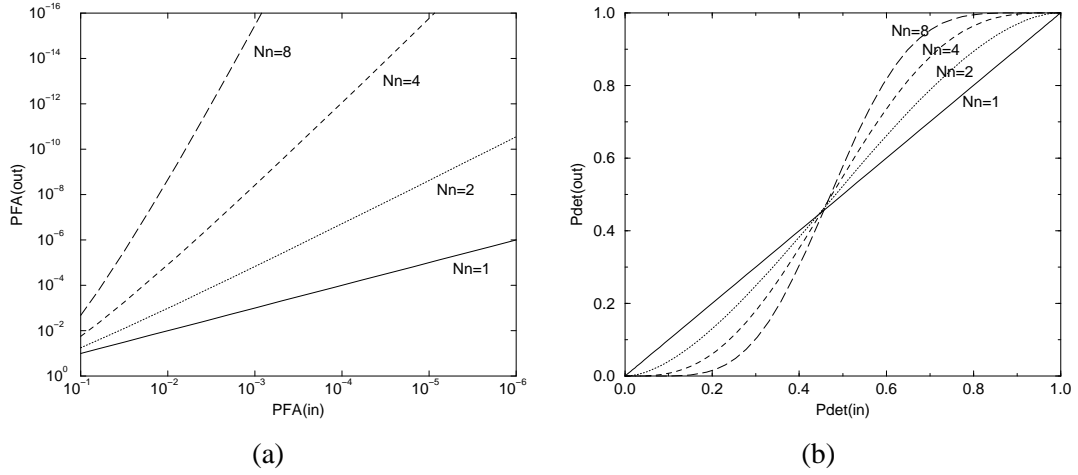 10⁻¹⁶
10⁻¹⁴
10⁻¹²
10⁻¹⁰
10⁻⁸
10⁻⁶
10⁻⁴
10⁻²
10⁰
PFA(out)
Nn=8
Nn=4
Nn=2
Nn=1
10⁻¹ 10⁻² 10⁻³ 10⁻⁴ 10⁻⁵ 10⁻⁶
PFA(in)
(a)
1.0
0.8
0.6
0.4
0.2
0.0
Pdet(out)
Nn=8
Nn=4
Nn=2
Nn=1
0.0 0.2 0.4 0.6 0.8 1.0
Pdet(in)
(b)